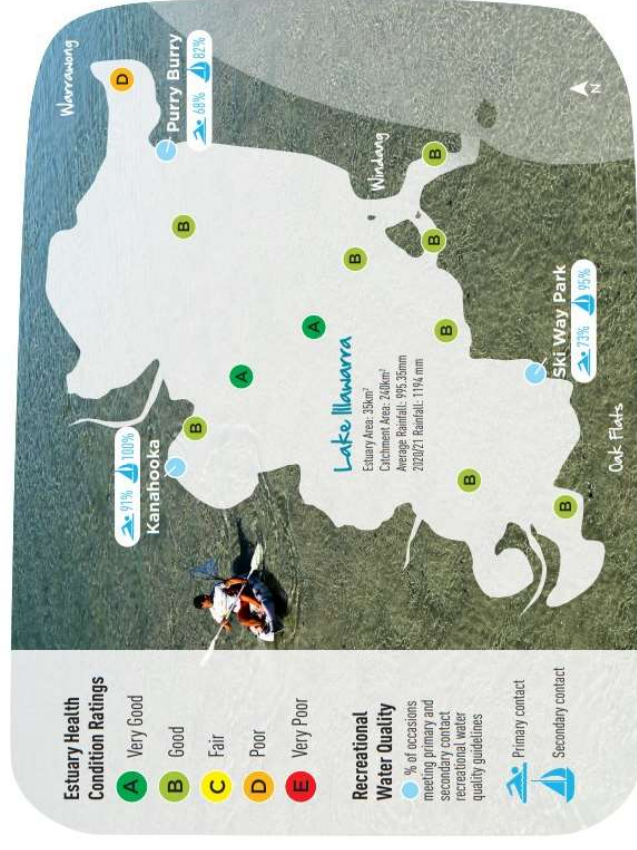 Estuary Health
Condition Ratings
A Very Good
B Good
C Fair
D Poor
E Very Poor
Recreational
Water Quality
% of occasions
meeting primary and
secondary contact
recreational water
quality guidelines
Primary contact
Secondary contact
91% 100%
Kanahooka
B
A
A
B
D
Warrawong
Purry Burry
68% 82%
Lake Illawarra
Estuary Area: 35km²
Catchment Area: 240km²
Average Rainfall: 995.35mm
2020/21 Rainfall: 1194 mm
B
Windang
B
B
B
B
B
Ski Way Park
73% 95%
Oak Flats
N